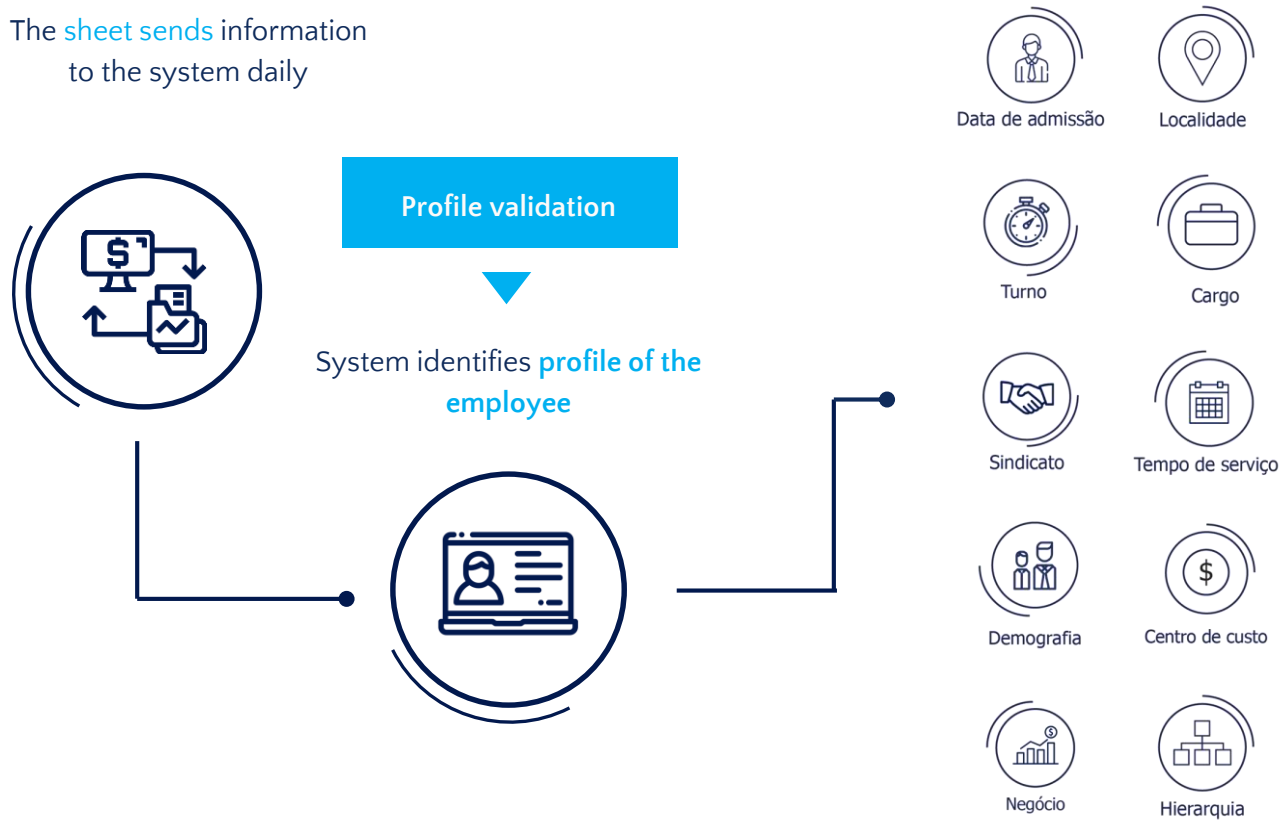 The sheet sends information
to the system daily
Profile validation
System identifies profile of the
employee
Data de admissão
Localidade
Turno
Cargo
Sindicato
Tempo de serviço
Demografia
Centro de custo
Negócio
Hierarquia